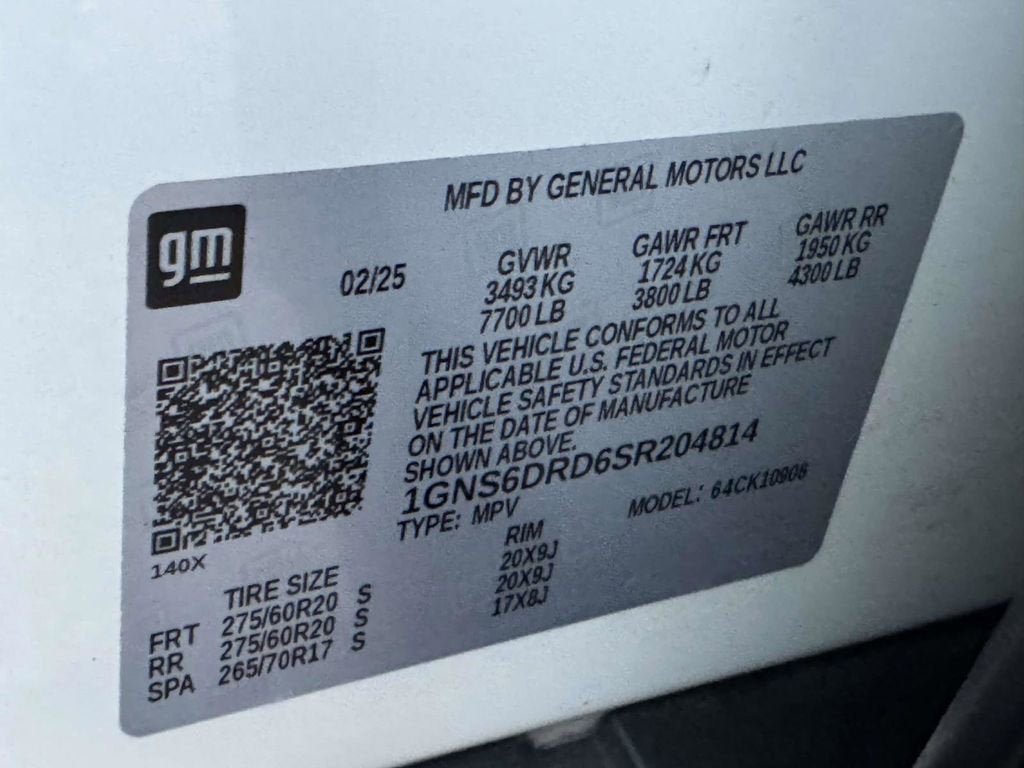 gm
MFD BY GENERAL MOTORS LLC
02/25
GVWR
3493 KG
7700 LB
GAWR FRT
1724 KG
3800 LB
GAWR RR
1950 KG
4300 LB
THIS VEHICLE CONFORMS TO ALL
APPLICABLE U.S. FEDERAL MOTOR
VEHICLE SAFETY STANDARDS IN EFFECT
ON THE DATE OF MANUFACTURE
SHOWN ABOVE.
1GNS6DRD6SR204814
TYPE: MPV
MODEL: 64CK10906
140X
TIRE SIZE RIM
FRT 275/60R20 S 20X9J
RR 275/60R20 S 20X9J
SPA 265/70R17 S 17X8J